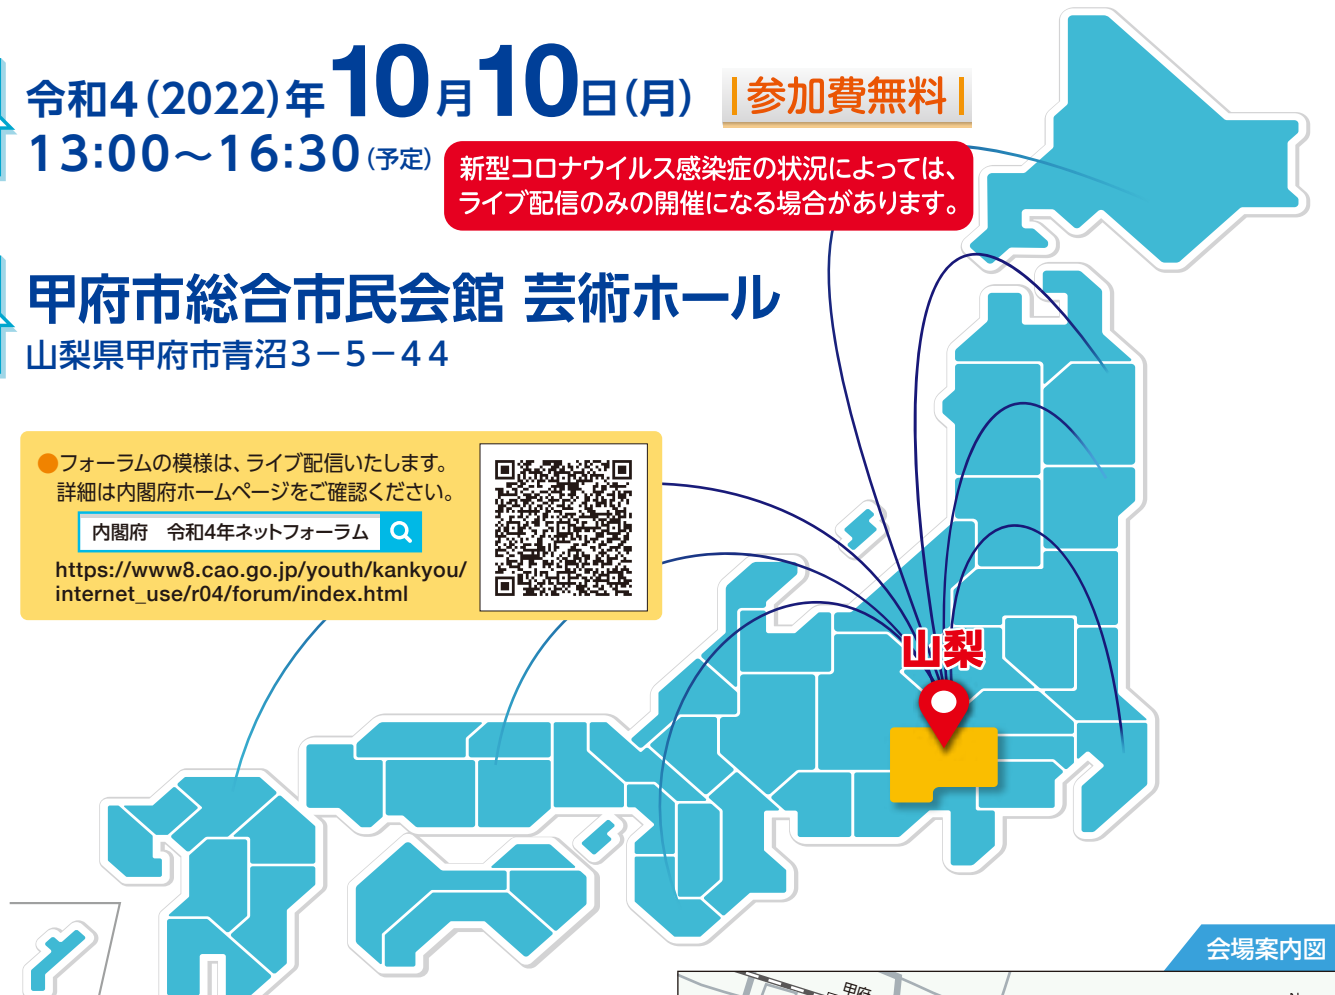 令和4(2022)年10月10日(月)
参加費無料
13:00～16:30(予定)
新型コロナウイルス感染症の状況によっては、
ライブ配信のみの開催になる場合があります。
甲府市総合市民会館 芸術ホール
山梨県甲府市青沼3－5－44
●フォーラムの模様は、ライブ配信いたします。
詳細は内閣府ホームページをご確認ください。
内閣府　令和4年ネットフォーラム
https://www8.cao.go.jp/youth/kankyou/
internet_use/r04/forum/index.html
山梨
会場案内図
甲府